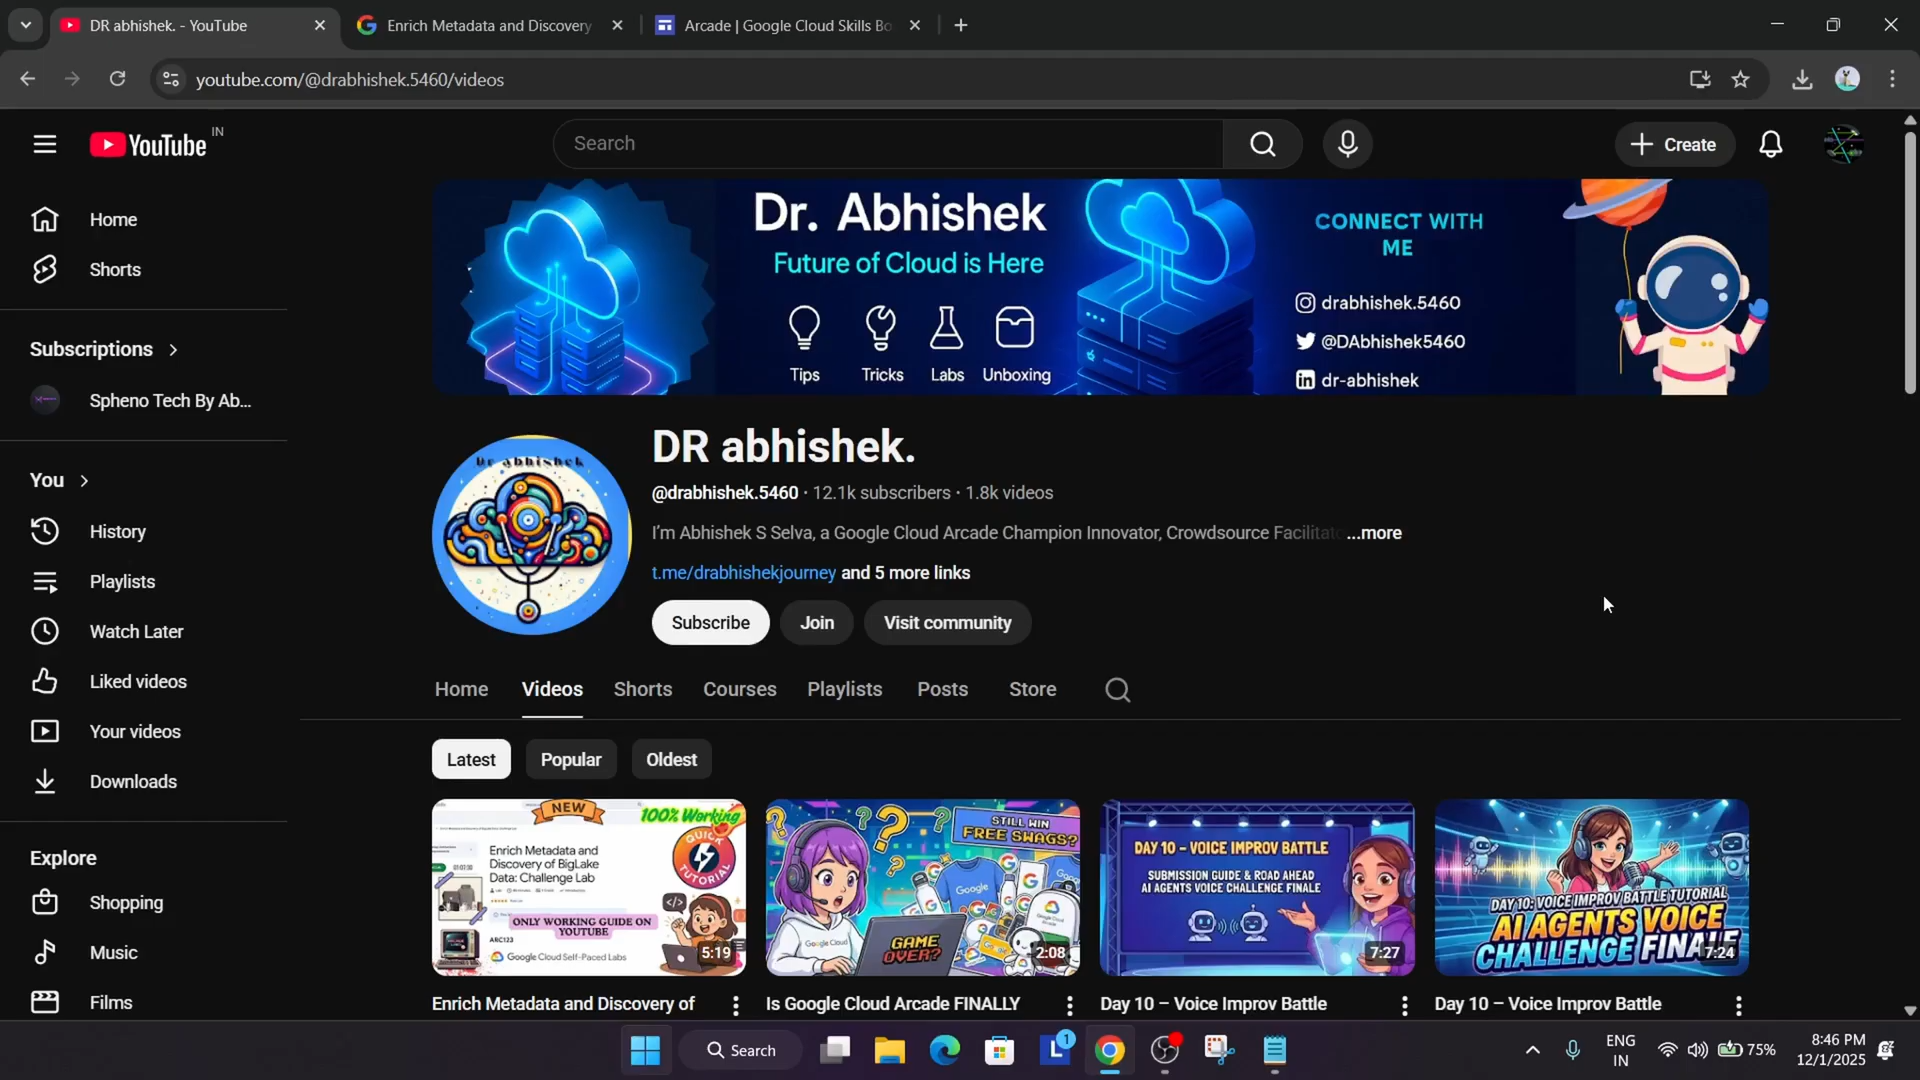 DR abhishek. - YouTube
Enrich Metadata and Discovery
Arcade | Google Cloud Skills Bo
youtube.com/@drabhishek.5460/videos
YouTube IN
Search
Create
Home
Shorts
Subscriptions
Spheno Tech By Ab...
You
History
Playlists
Watch Later
Liked videos
Your videos
Downloads
Explore
Shopping
Music
Films
Dr. Abhishek
Future of Cloud is Here
Tips
Tricks
Labs
Unboxing
CONNECT WITH
ME
drabhishek.5460
@DAbhishek5460
dr-abhishek
Dr abhishek
DR abhishek.
@drabhishek.5460 · 12.1k subscribers · 1.8k videos
I'm Abhishek S Selva, a Google Cloud Arcade Champion Innovator, Crowdsource Facilitato ...more
t.me/drabhishekjourney and 5 more links
Subscribe
Join
Visit community
Home
Videos
Shorts
Courses
Playlists
Posts
Store
Latest
Popular
Oldest
NEW
100% Working
QUICK
TUTORIAL
Enrich Metadata and
Discovery of BigLake
Data: Challenge Lab
ONLY WORKING GUIDE ON
YOUTUBE
ARC123
Google Cloud Self-Paced Labs
5:19
STILL WIN
FREE SWAGS?
Google
Google Cloud
GAME
OVER?
2:08
DAY 10 – VOICE IMPROV BATTLE
SUBMISSION GUIDE & ROAD AHEAD
AI AGENTS VOICE CHALLENGE FINALE
7:27
DAY 10: VOICE IMPROV BATTLE TUTORIAL
AI AGENTS VOICE
CHALLENGE FINALE
7:24
Enrich Metadata and Discovery of
Is Google Cloud Arcade FINALLY
Day 10 – Voice Improv Battle
Day 10 – Voice Improv Battle
Search
1
ENG
IN
75%
8:46 PM
12/1/2025